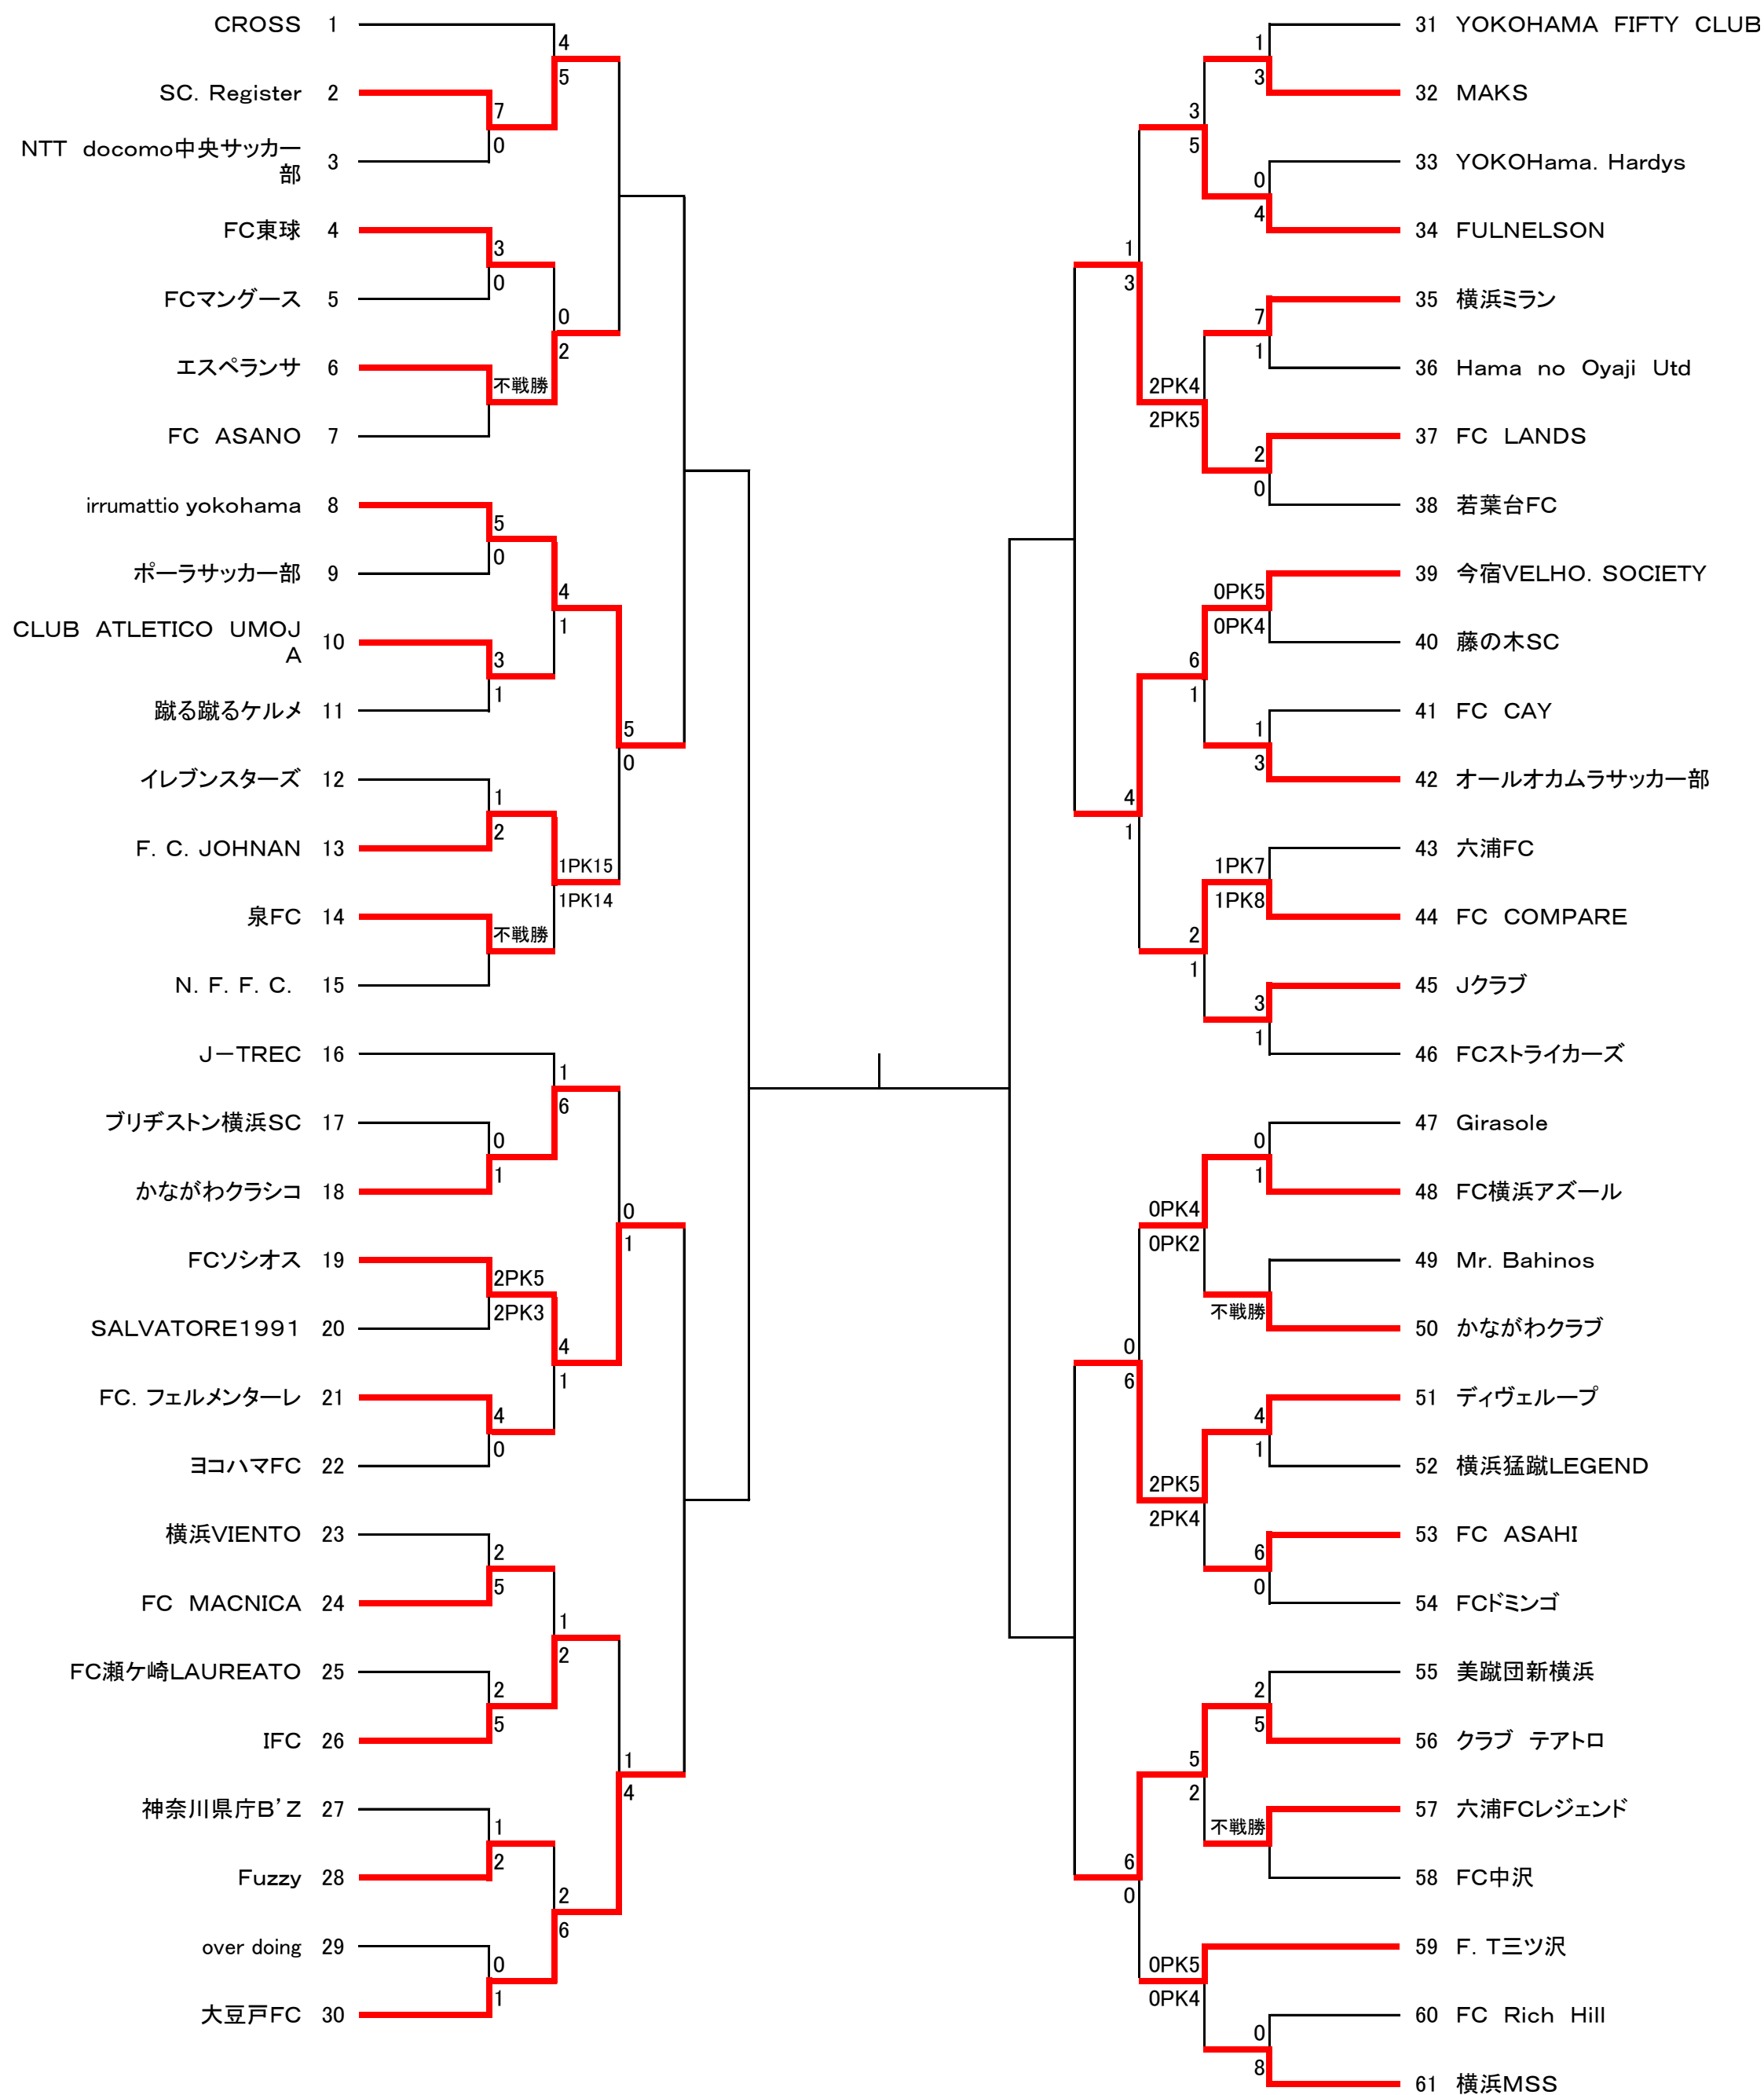 CROSS 1
4
5
SC. Register 2
7
0
NTT　docomo中央サッカー
部
3
FC東球 4
3
0
FCマングース 5
0
2
エスペランサ 6
不戦勝
FC　ASANO 7
irrumattio yokohama 8
5
0
ポーラサッカー部 9
4
1
CLUB　ATLETICO　UMOJ
A
10
3
1
蹴る蹴るケルメ 11
5
0
イレブンスターズ 12
1
2
F. C. JOHNAN 13
1PK15
1PK14
泉FC 14
不戦勝
N. F. F. C. 15
J－TREC 16
1
6
ブリヂストン横浜SC 17
0
1
かながわクラシコ 18
0
1
FCソシオス 19
2PK5
2PK3
SALVATORE1991 20
4
1
FC. フェルメンターレ 21
4
0
ヨコハマFC 22
横浜VIENTO 23
2
5
FC　MACNICA 24
1
2
FC瀬ケ崎LAUREATO 25
2
5
IFC 26
1
4
神奈川県庁B’Z 27
1
2
Fuzzy 28
2
6
over doing 29
0
1
大豆戸FC 30
31 YOKOHAMA　FIFTY　CLUB
1
3
32 MAKS
3
5
33 YOKOHama. Hardys
0
4
34 FULNELSON
1
3
35 横浜ミラン
7
1
36 Hama　no　Oyaji　Utd
2PK4
2PK5
37 FC　LANDS
2
0
38 若葉台FC
39 今宿VELHO. SOCIETY
0PK5
0PK4
40 藤の木SC
6
1
41 FC　CAY
1
3
42 オールオカムラサッカー部
4
1
43 六浦FC
1PK7
1PK8
44 FC　COMPARE
2
1
45 Jクラブ
3
1
46 FCストライカーズ
47 Girasole
0
1
48 FC横浜アズール
0PK4
0PK2
49 Mr. Bahinos
不戦勝
50 かながわクラブ
0
6
51 ディヴェループ
4
1
52 横浜猛蹴LEGEND
2PK5
2PK4
53 FC　ASAHI
6
0
54 FCドミンゴ
55 美蹴団新横浜
2
5
56 クラブ　テアトロ
5
2
57 六浦FCレジェンド
不戦勝
58 FC中沢
6
0
59 F. T三ツ沢
0PK5
0PK4
60 FC　Rich　Hill
0
8
61 横浜MSS